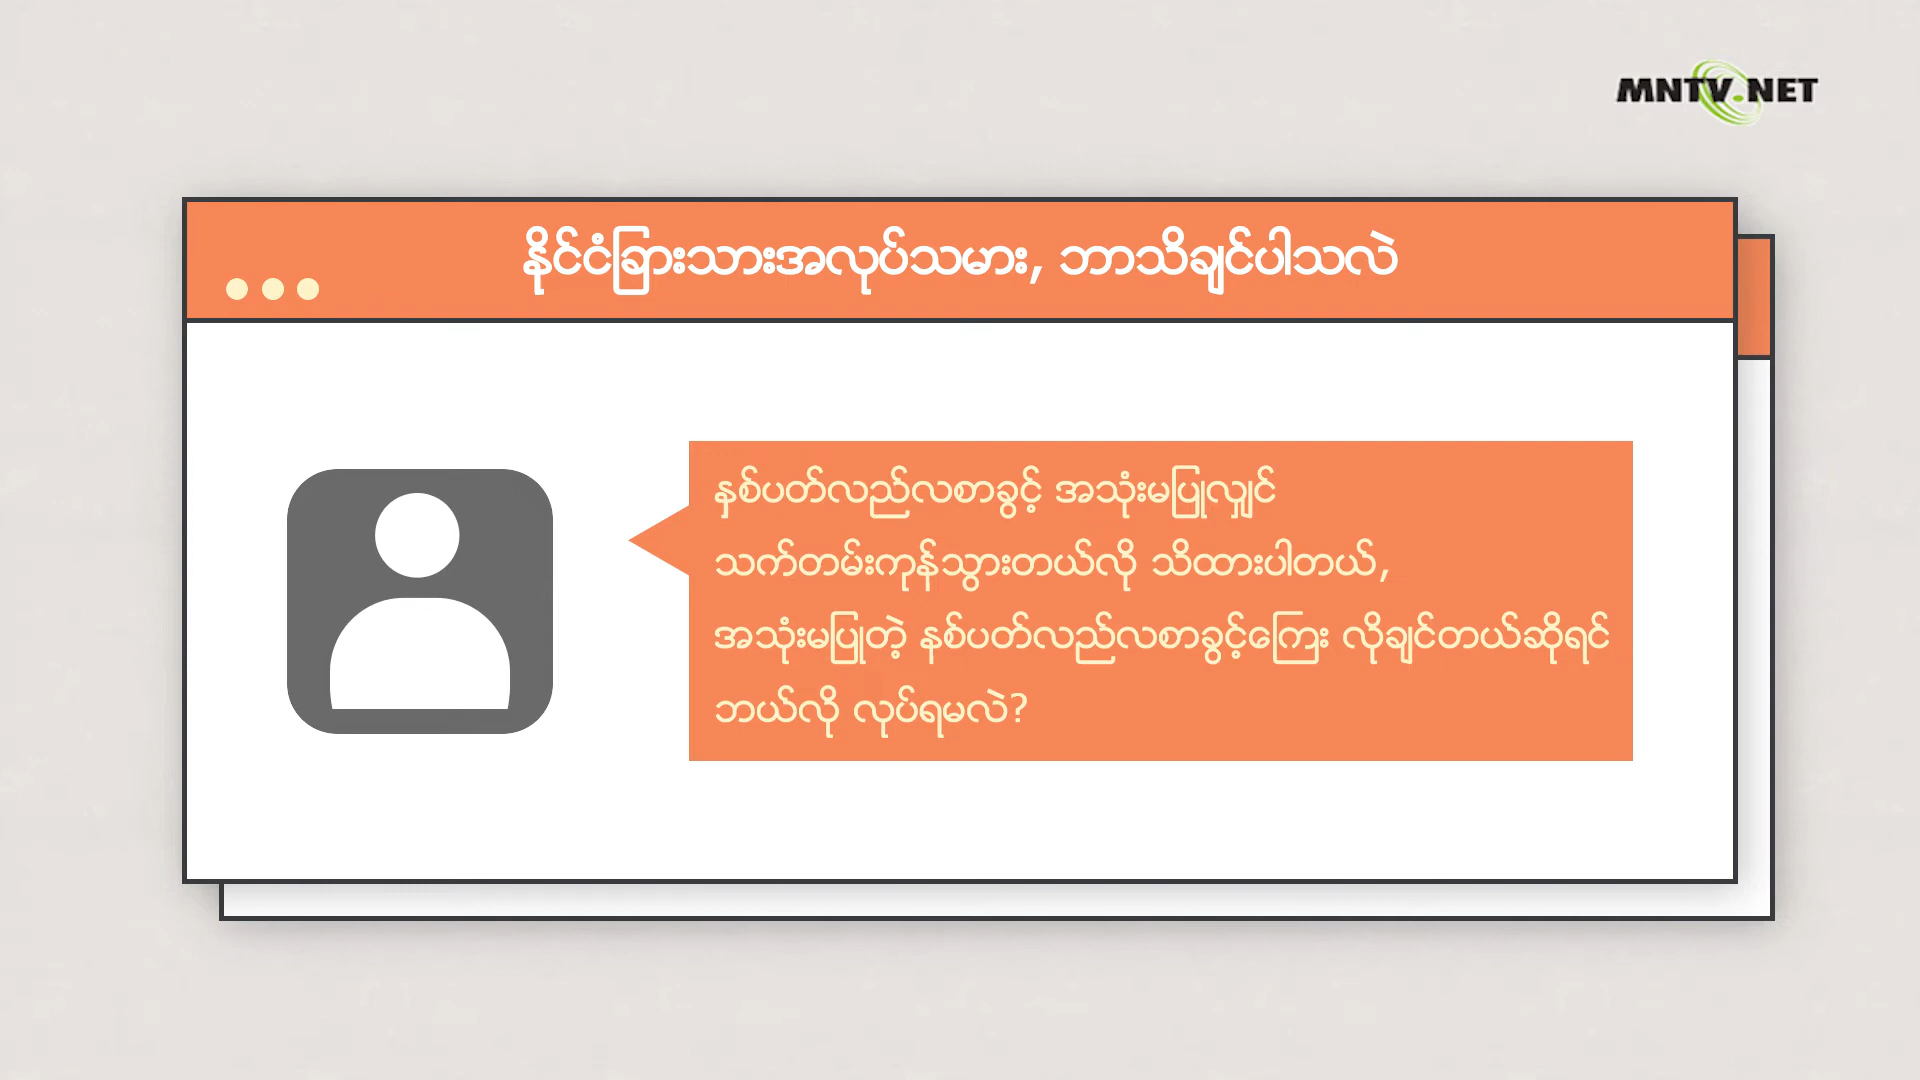 MNTV.NET
နိုင်ငံခြားသားအလုပ်သမား, ဘာသိချင်ပါသလဲ
နှစ်ပတ်လည်လစာခွင့် အသုံးမပြုလျှင်
သက်တမ်းကုန်သွားတယ်လို သိထားပါတယ်,
အသုံးမပြုတဲ့ နစ်ပတ်လည်လစာခွင့်ကြေး လိုချင်တယ်ဆိုရင်
ဘယ်လို လုပ်ရမလဲ?